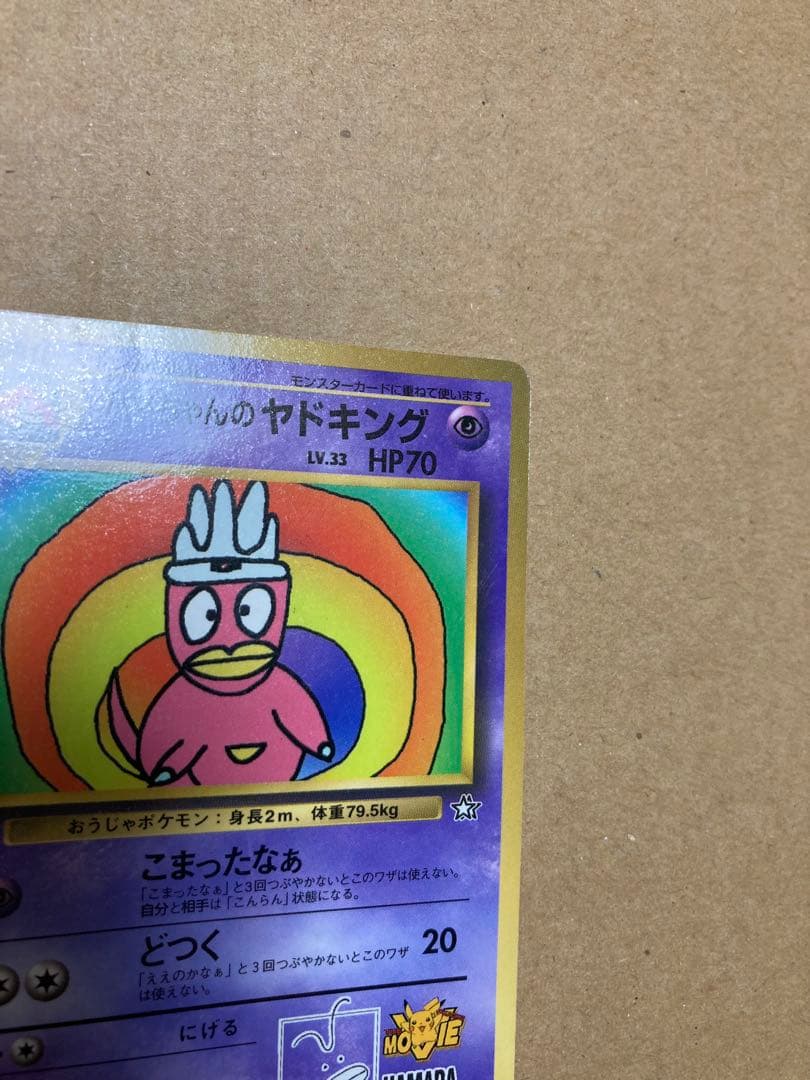 モンスターカードに重ねて使います。
ゃんのヤドキング
LV.33 HP70
おうじゃポケモン：身長2m、体重79.5kg
こまったなぁ
「こまったなぁ」と3回つぶやかないとこのワザは使えない。
自分と相手は「こんらん」状態になる。
どつく 20
「ええのかなぁ」と3回つぶやかないとこのワザ
は使えない。
にげる
MOVIE
HAMADA